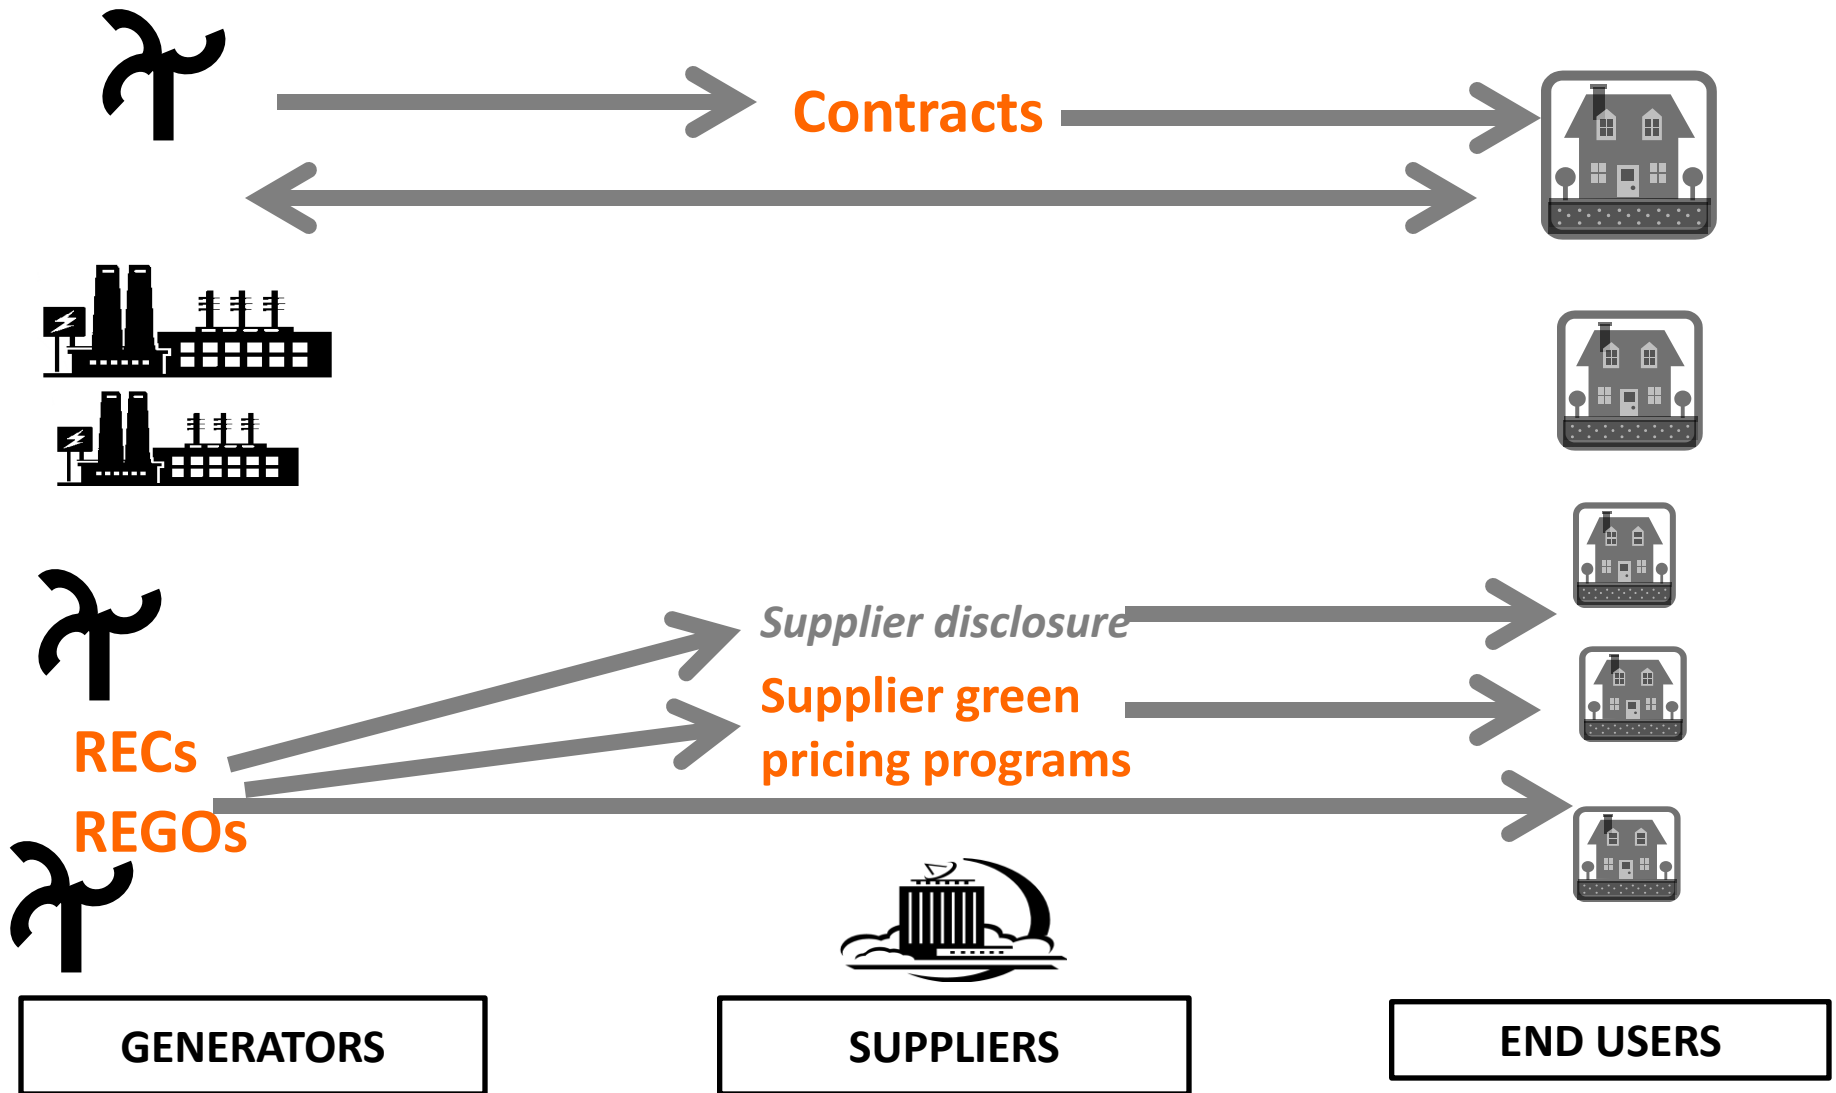 Contracts
Supplier disclosure
Supplier green
pricing programs
RECs
REGOs
GENERATORS
SUPPLIERS
END USERS